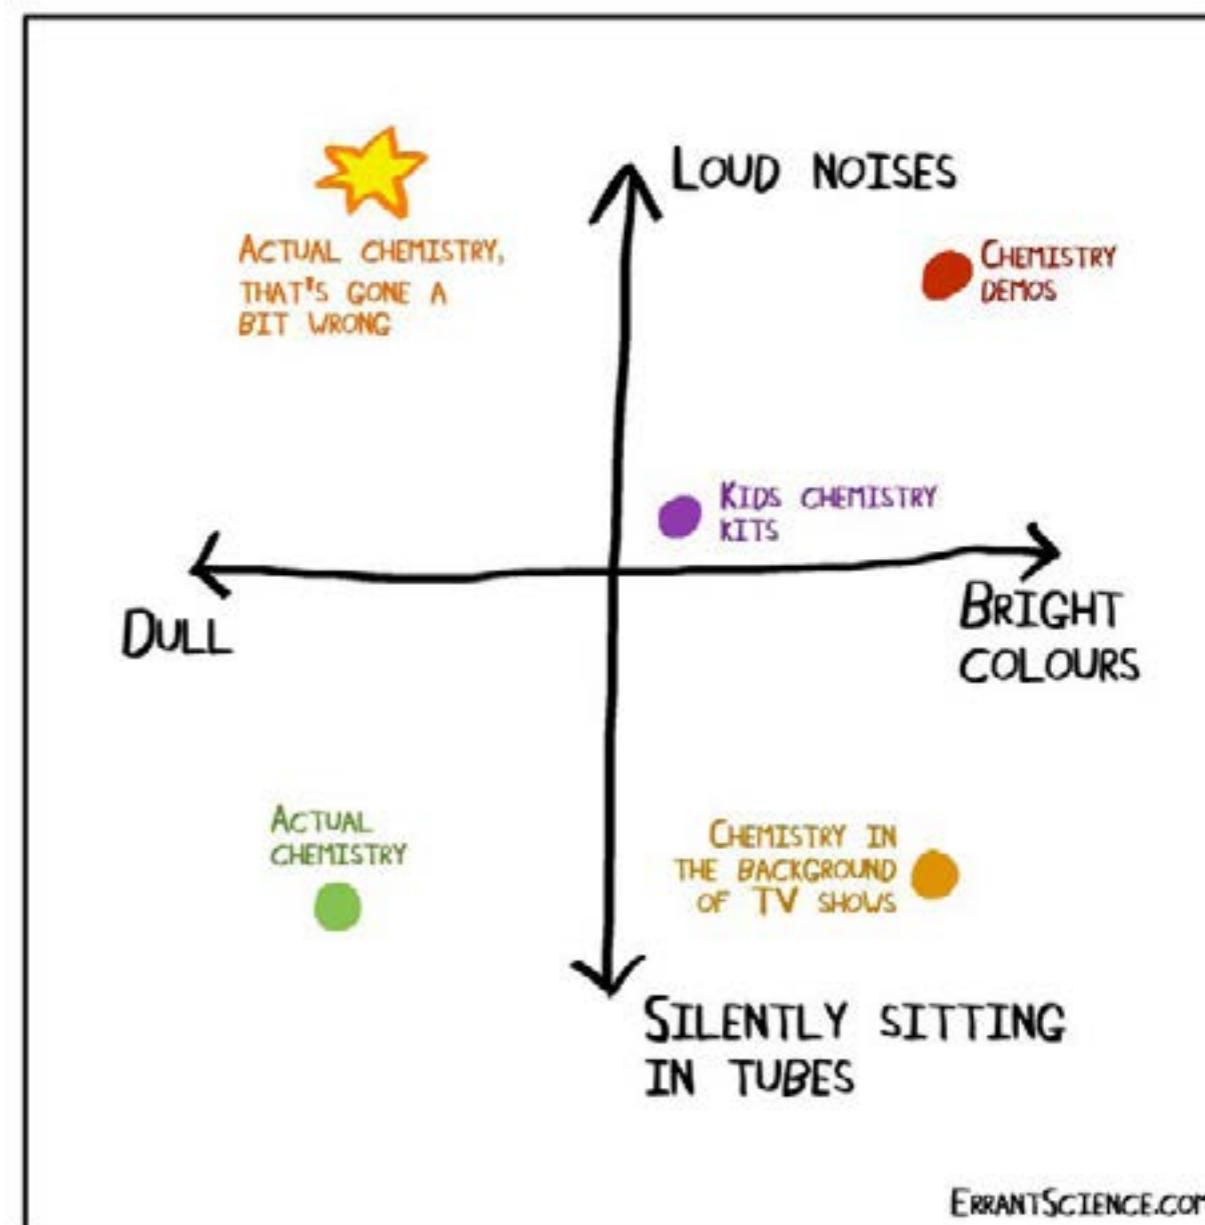 LOUD NOISES
ACTUAL CHEMISTRY,
THAT'S GONE A
BIT WRONG
CHEMISTRY
DEMOS
KIDS CHEMISTRY
KITS
DULL
BRIGHT
COLOURS
ACTUAL
CHEMISTRY
CHEMISTRY IN
THE BACKGROUND
OF TV SHOWS
SILENTLY SITTING
IN TUBES
ERRANTSCIENCE.COM